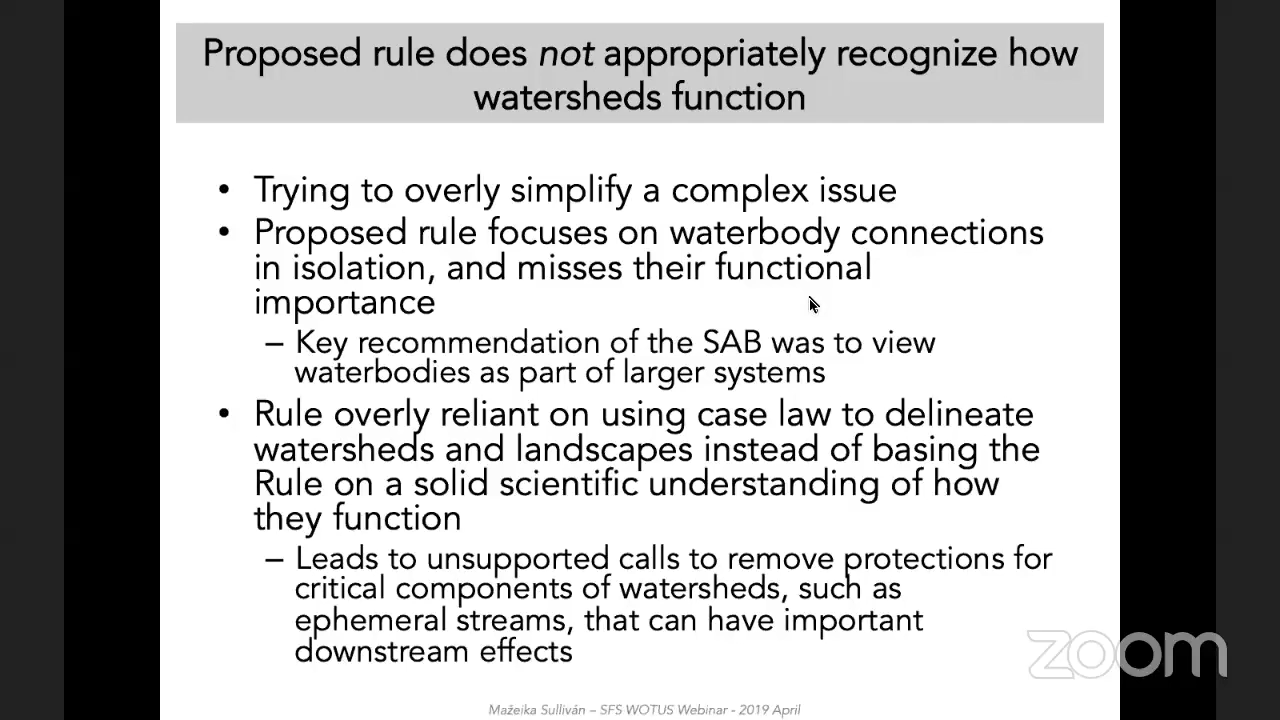 Proposed rule does not appropriately recognize how
watersheds function
• Trying to overly simplify a complex issue
• Proposed rule focuses on waterbody connections
in isolation, and misses their functional
importance
– Key recommendation of the SAB was to view
waterbodies as part of larger systems
• Rule overly reliant on using case law to delineate
watersheds and landscapes instead of basing the
Rule on a solid scientific understanding of how
they function
– Leads to unsupported calls to remove protections for
critical components of watersheds, such as
ephemeral streams, that can have important
downstream effects
zoom
Mažeika Sulliván – SFS WOTUS Webinar - 2019 April